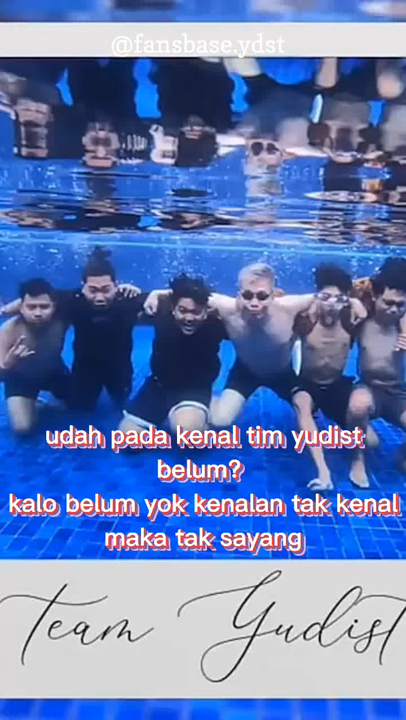 @fansbase.ydst
udah pada kenal tim yudist
belum?
kalo belum yok kenalan tak kenal
maka tak sayang
team Yudist